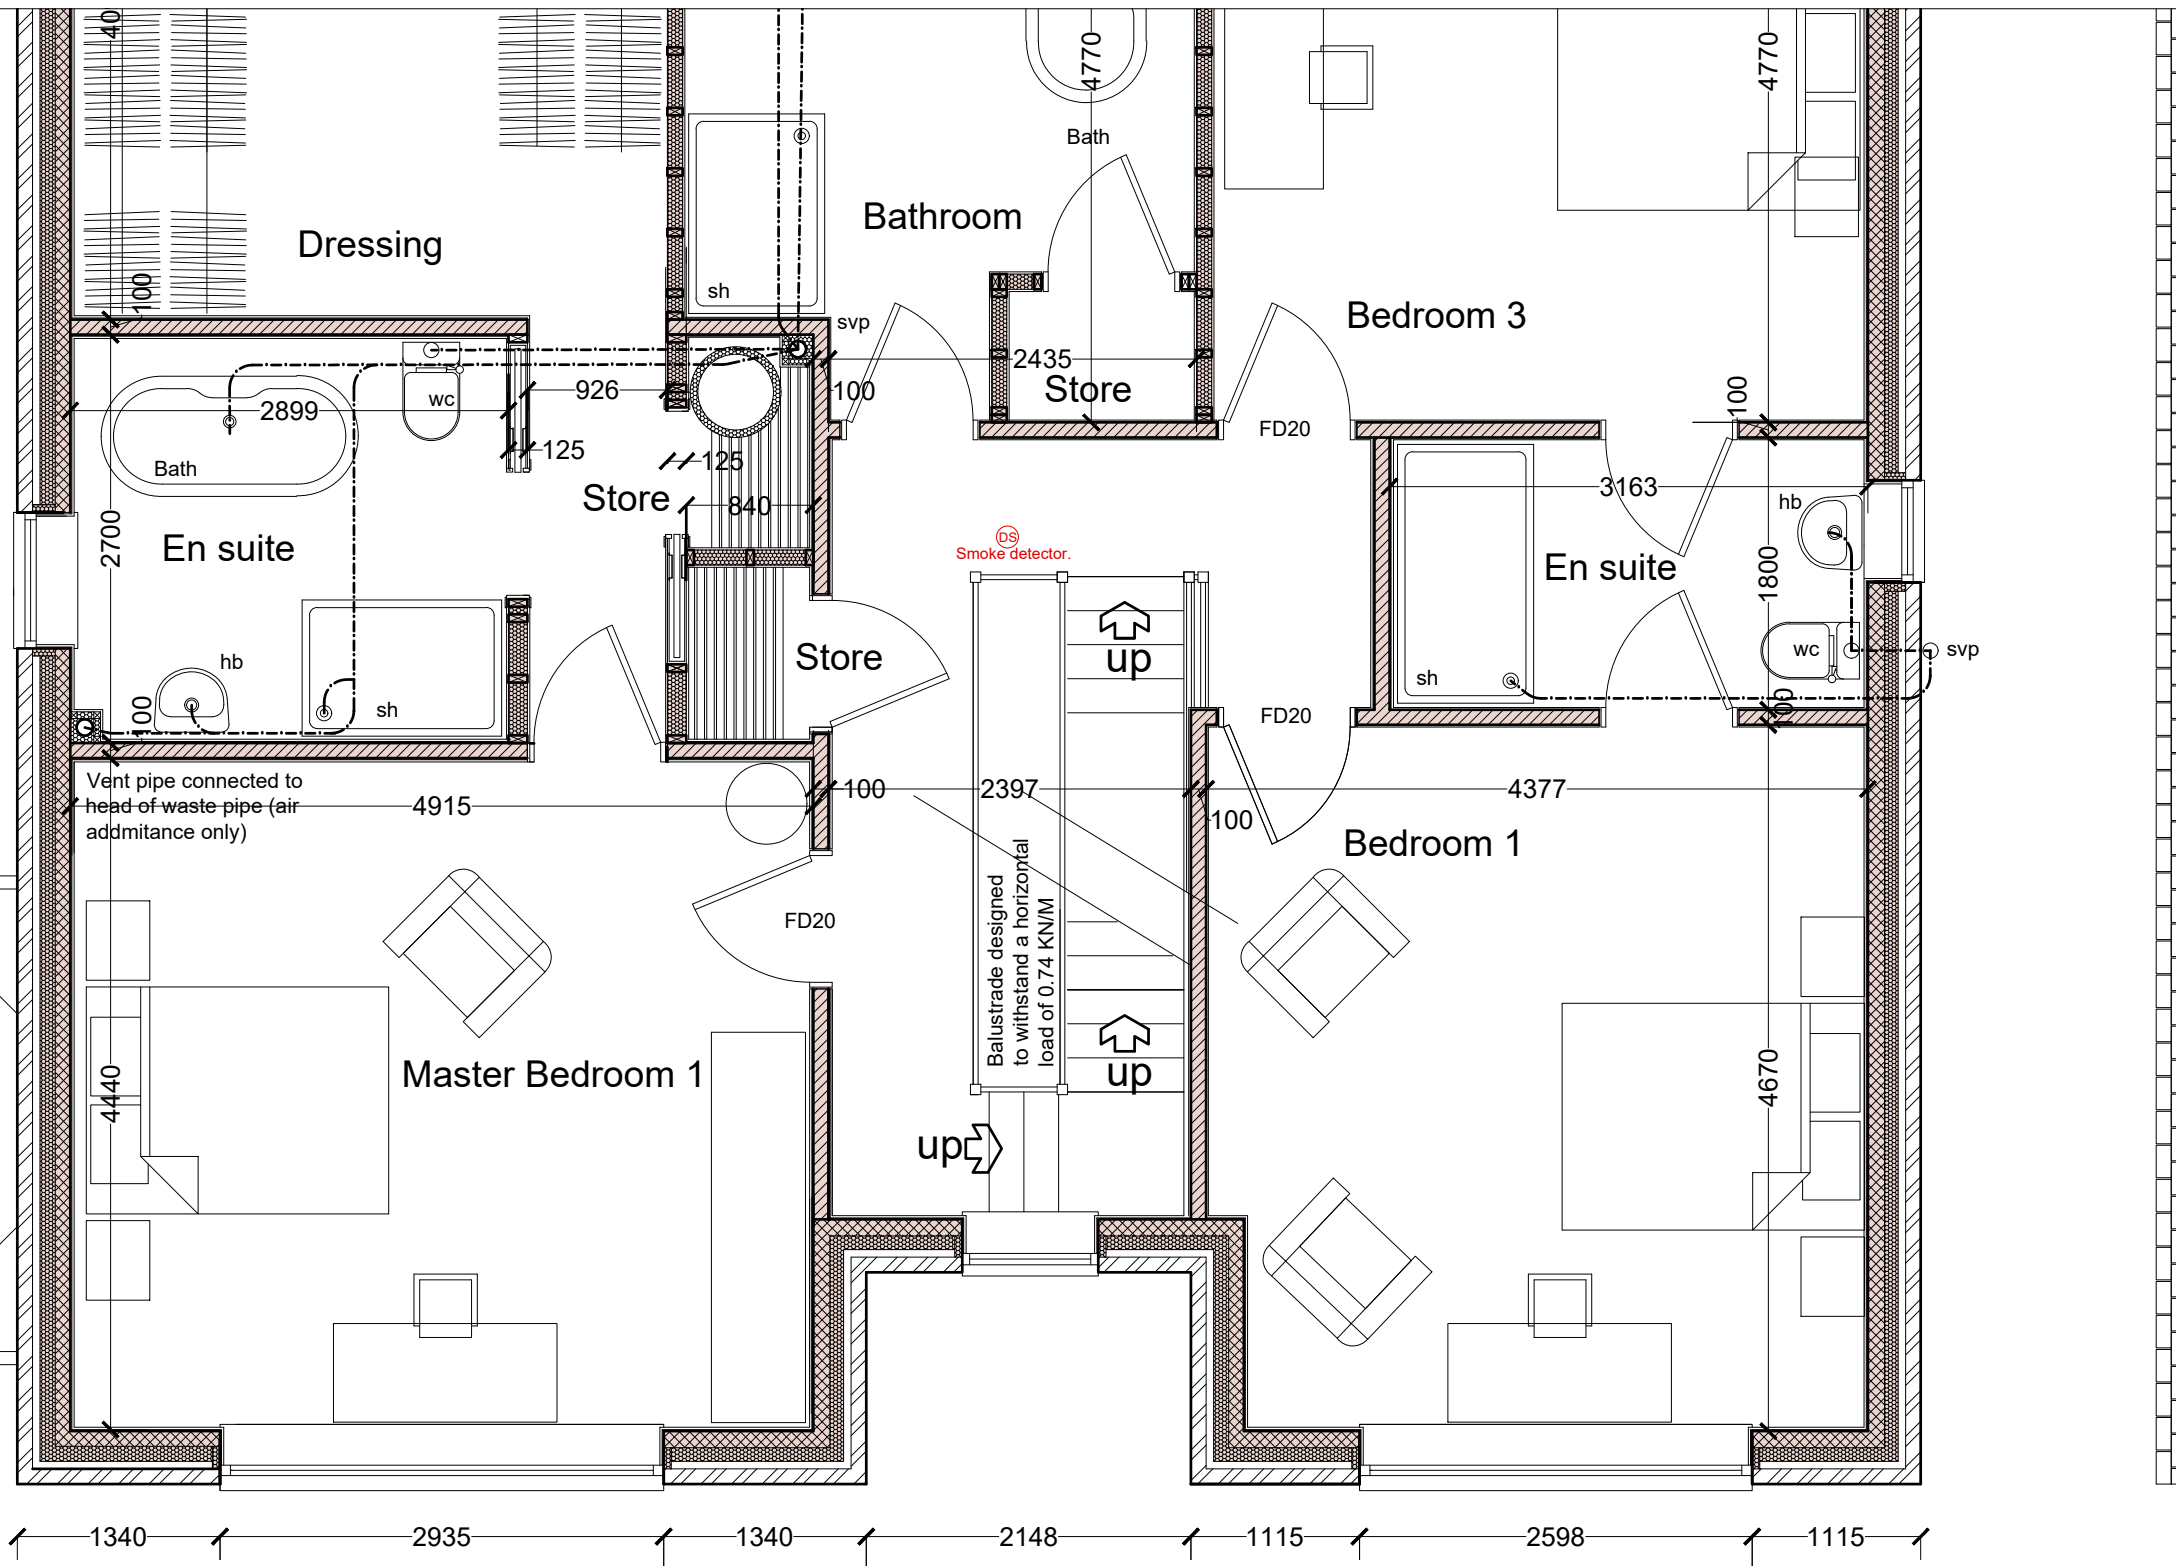 40
4770
4770
Bath
Bathroom
Dressing
100
sh
Bedroom 3
svp
2435
Store
926
100
100
2899
wc
FD20
125
125
Bath
Store
840
3163
hb
2700
En suite
DS
Smoke detector.
En suite
1800
up
Store
hb
wc
svp
sh
100
sh
100
FD20
Vent pipe connected to
head of waste pipe (air
addmitance only)
4915
100
2397
4377
100
Bedroom 1
FD20
Balustrade designed
to withstand a horizontal
load of 0.74 KN/M
Master Bedroom 1
4440
up
4670
up
1340
2935
1340
2148
1115
2598
1115